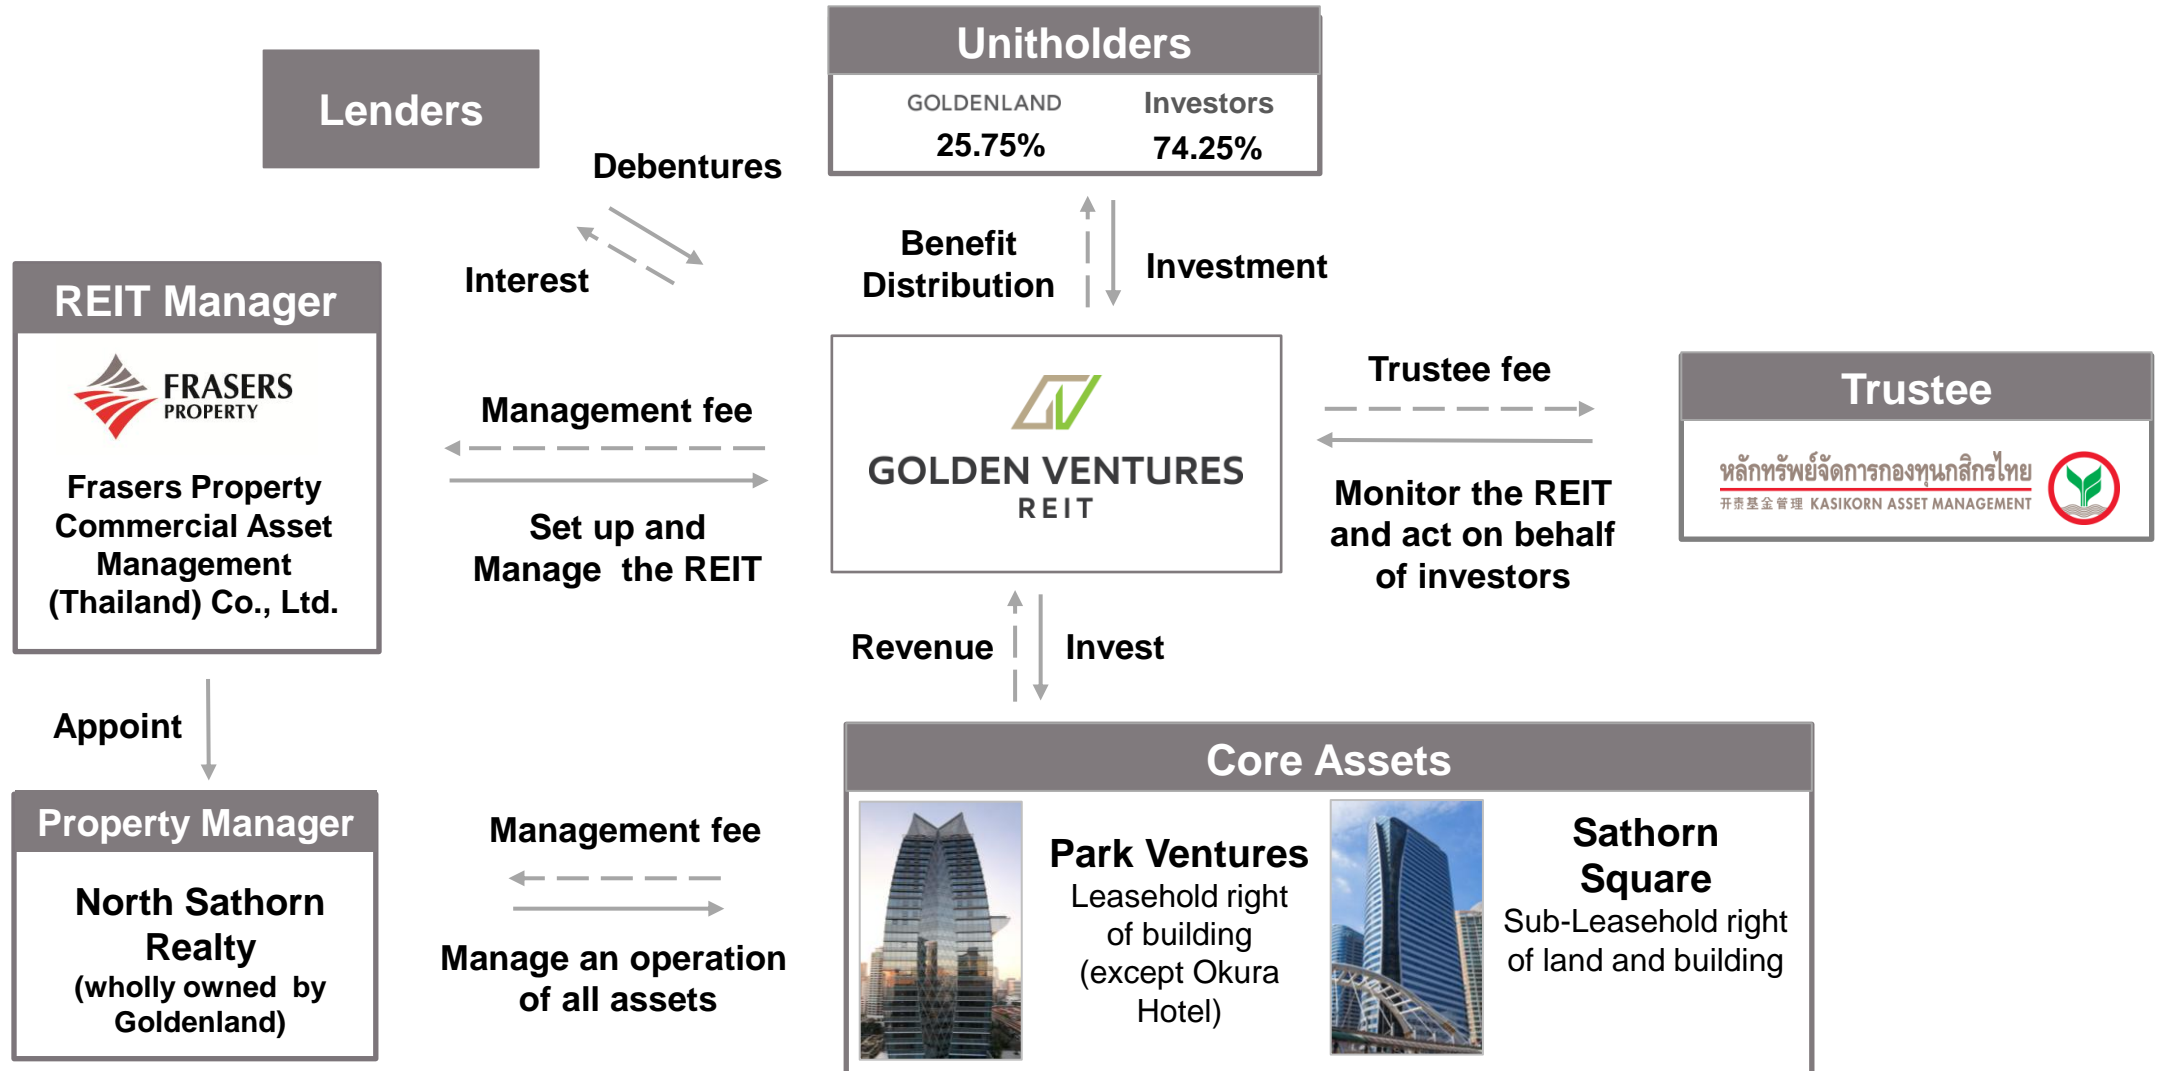 Unitholders
GOLDENLAND
Investors
25.75%
74.25%
Lenders
Debentures
Interest
Benefit
Distribution
Investment
REIT Manager
FRASERS
PROPERTY
Frasers Property
Commercial Asset
Management
(Thailand) Co., Ltd.
Management fee
Set up and
Manage the REIT
GOLDEN VENTURES
REIT
Trustee fee
Monitor the REIT
and act on behalf
of investors
Trustee
หลักทรัพย์จัดการกองทุนกสิกรไทย
开泰基金管理 KASIKORN ASSET MANAGEMENT
Revenue
Invest
Appoint
Property Manager
North Sathorn
Realty
(wholly owned by
Goldenland)
Management fee
Manage an operation
of all assets
Core Assets
Park Ventures
Leasehold right
of building
(except Okura
Hotel)
Sathorn
Square
Sub-Leasehold right
of land and building